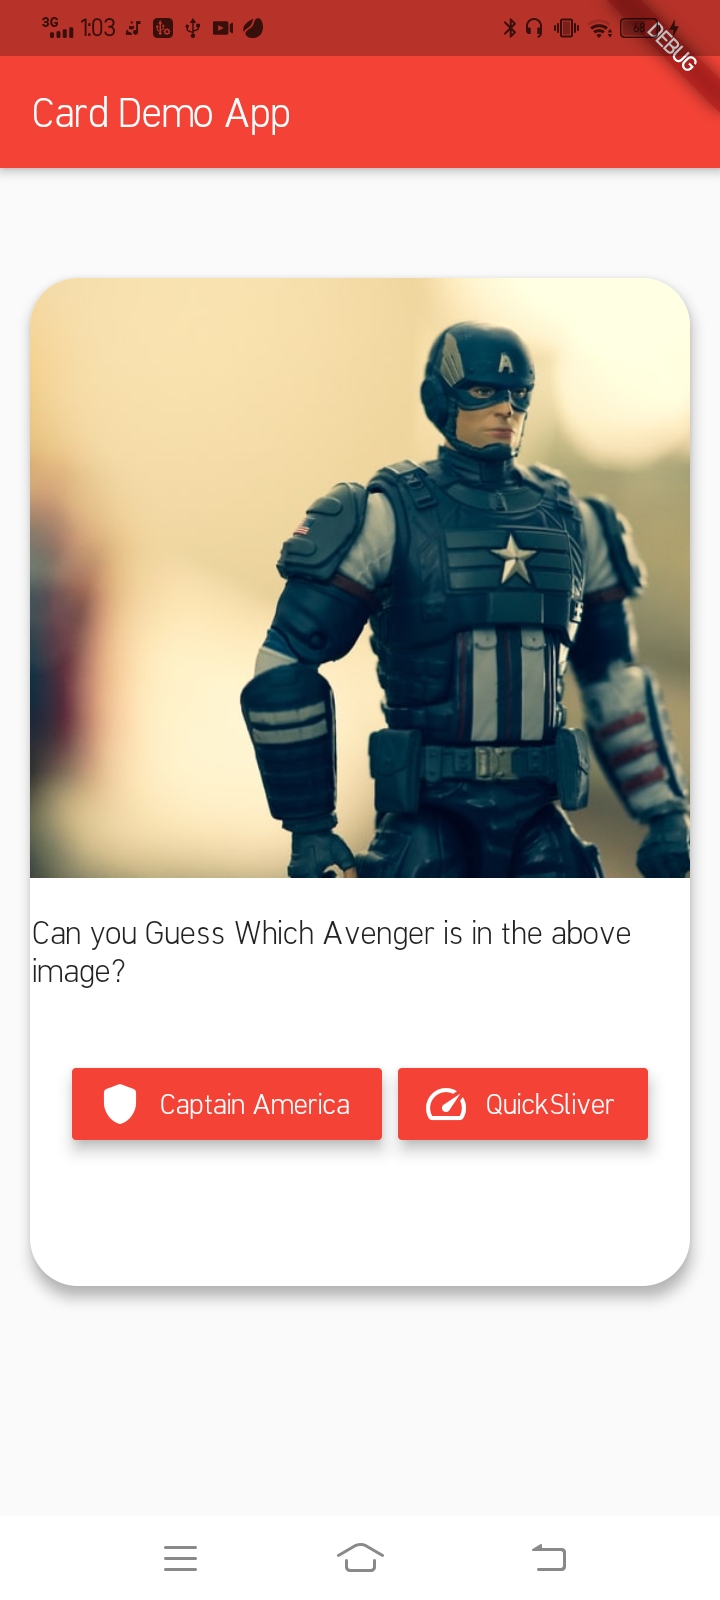 3G 1:03 68
DEBUG
Card Demo App
A
Can you Guess Which Avenger is in the above
image?
Captain America
QuickSliver